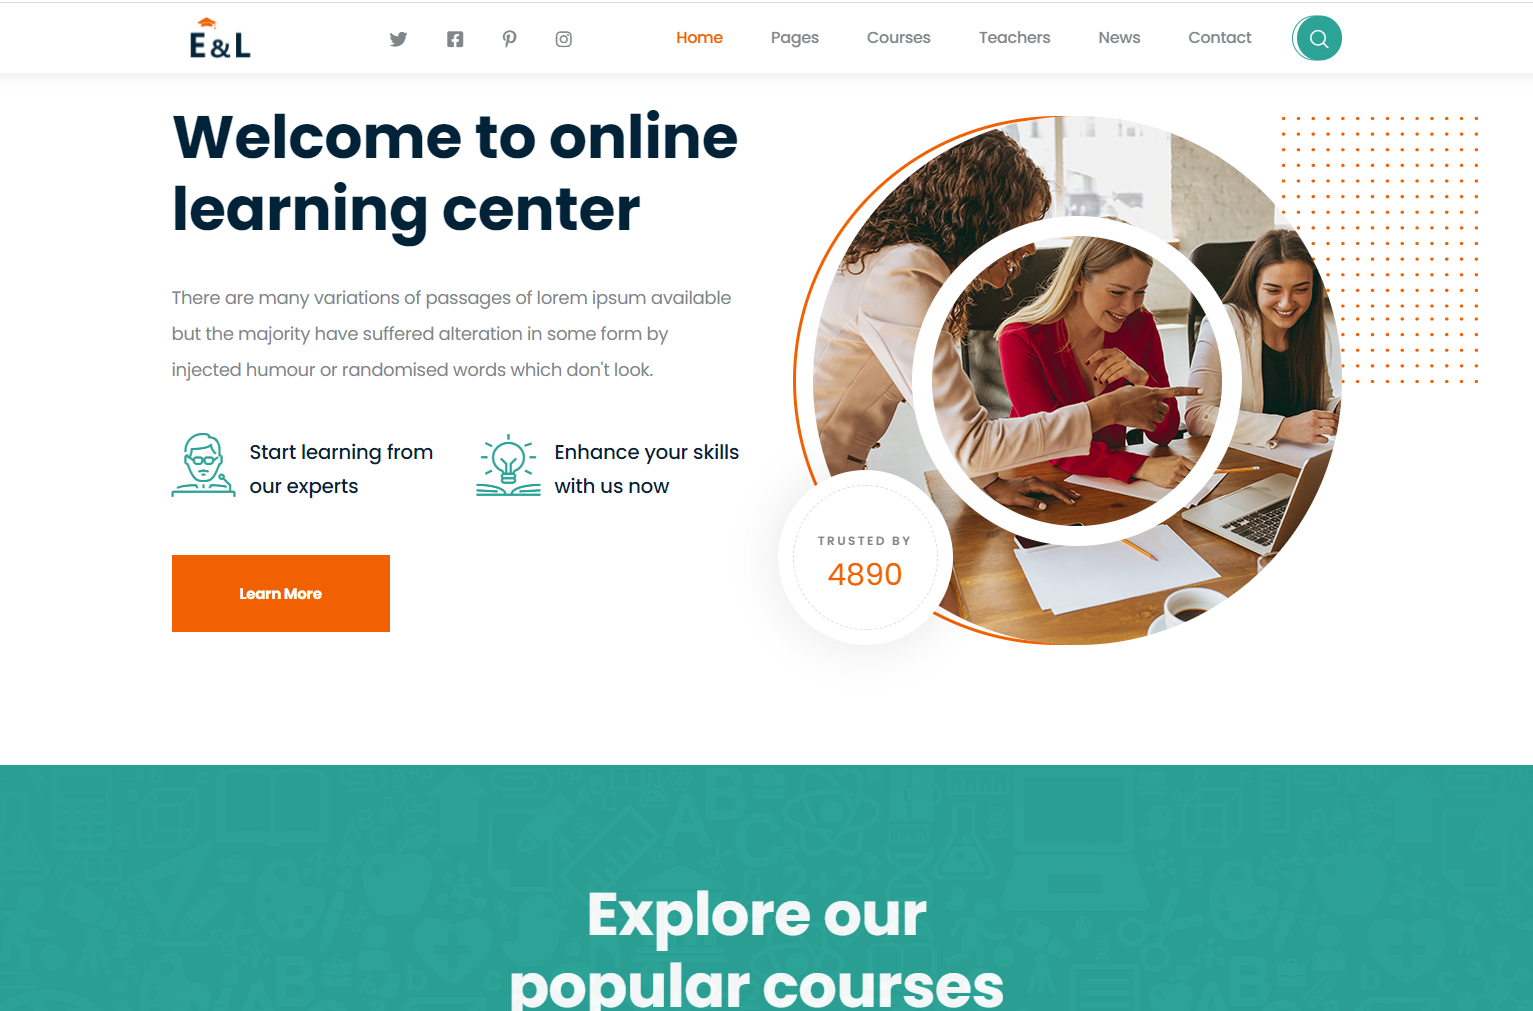 E & L
Home Pages Courses Teachers News Contact
Welcome to online
learning center
There are many variations of passages of lorem ipsum available
but the majority have suffered alteration in some form by
injected humour or randomised words which don't look.
Start learning from
our experts
Enhance your skills
with us now
Learn More
TRUSTED BY
4890
Explore our
popular courses